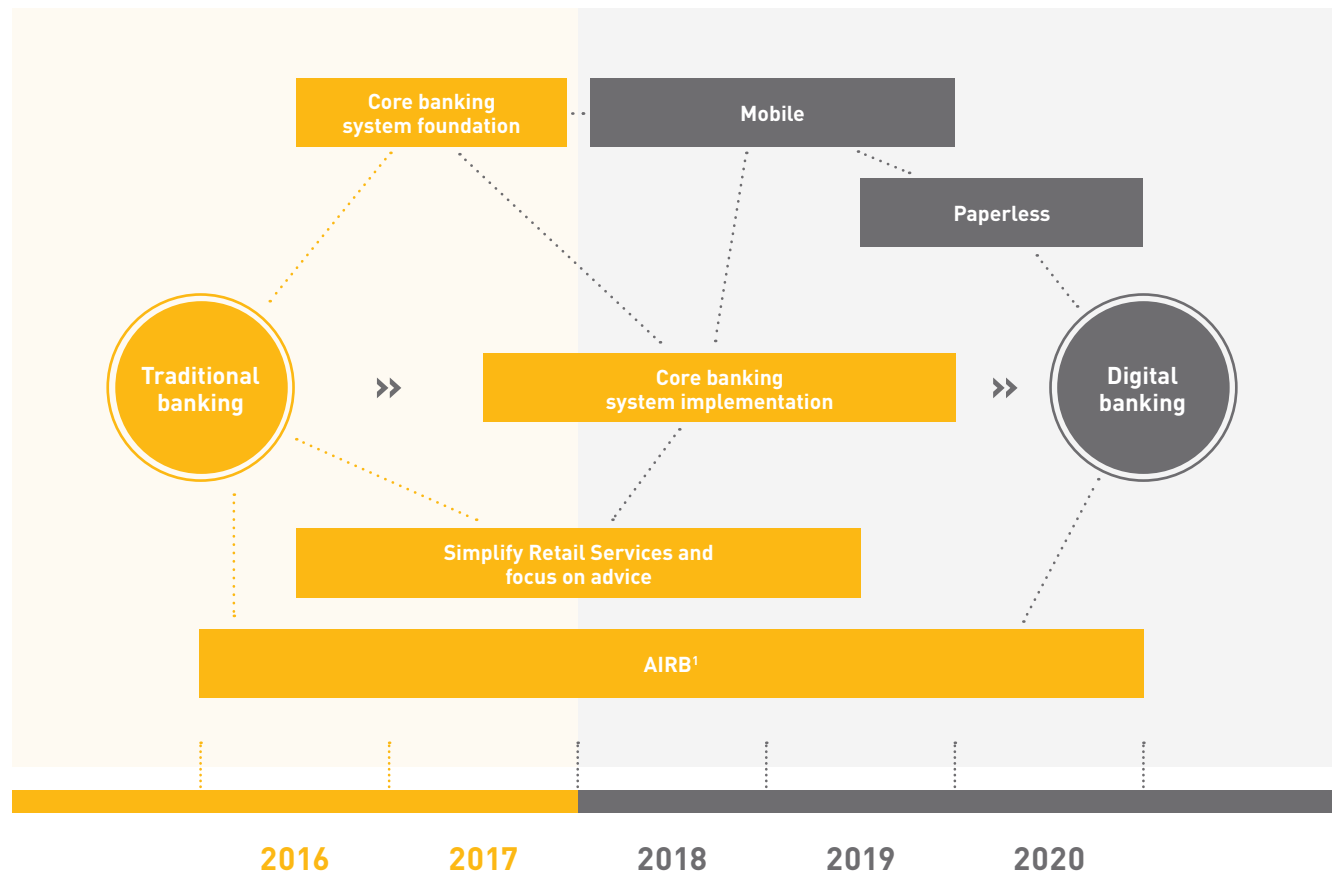 Core banking
system foundation
Mobile
Paperless
Traditional
banking
»
Core banking
system implementation
»
Digital
banking
Simplify Retail Services and
focus on advice
AIRB¹
2016
2017
2018
2019
2020